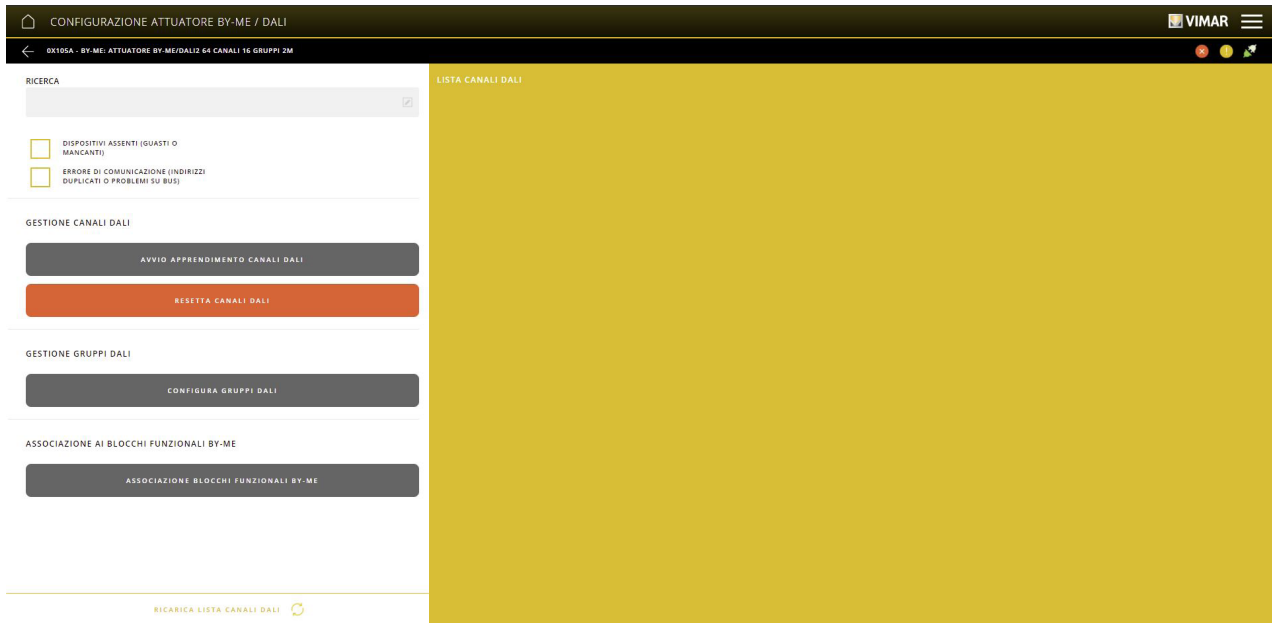 CONFIGURAZIONE ATTUATORE BY-ME / DALI
VIMAR
0X105A - BY-ME: ATTUATORE BY-ME/DALI2 64 CANALI 16 GRUPPI 2M
RICERCA
LISTA CANALI DALI
DISPOSITIVI ASSENTI (GUASTI O
MANCANTI)
ERRORE DI COMUNICAZIONE (INDIRIZZI
DUPLICATI O PROBLEMI SU BUS)
GESTIONE CANALI DALI
AVVIO APPRENDIMENTO CANALI DALI
RESETTA CANALI DALI
GESTIONE GRUPPI DALI
CONFIGURA GRUPPI DALI
ASSOCIAZIONE AI BLOCCHI FUNZIONALI BY-ME
ASSOCIAZIONE BLOCCHI FUNZIONALI BY-ME
RICARICA LISTA CANALI DALI